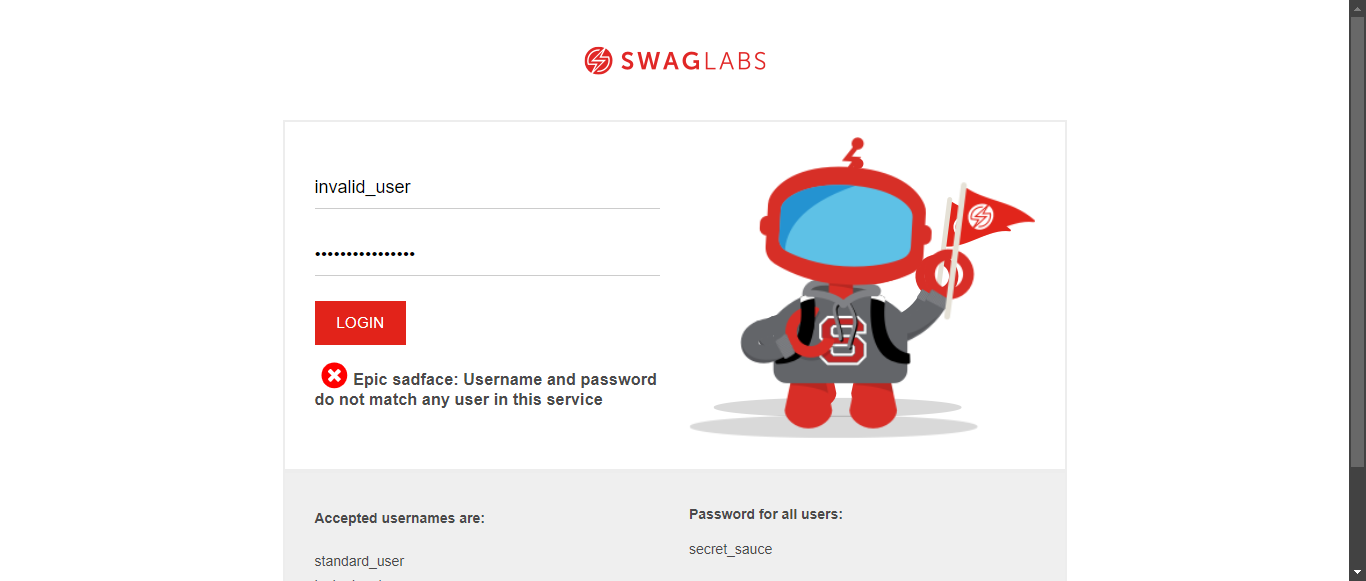 SWAGLABS
invalid_user
••••••••••••••••
LOGIN
Epic sadface: Username and password
do not match any user in this service
S
Accepted usernames are:
standard_user
Password for all users:
secret_sauce